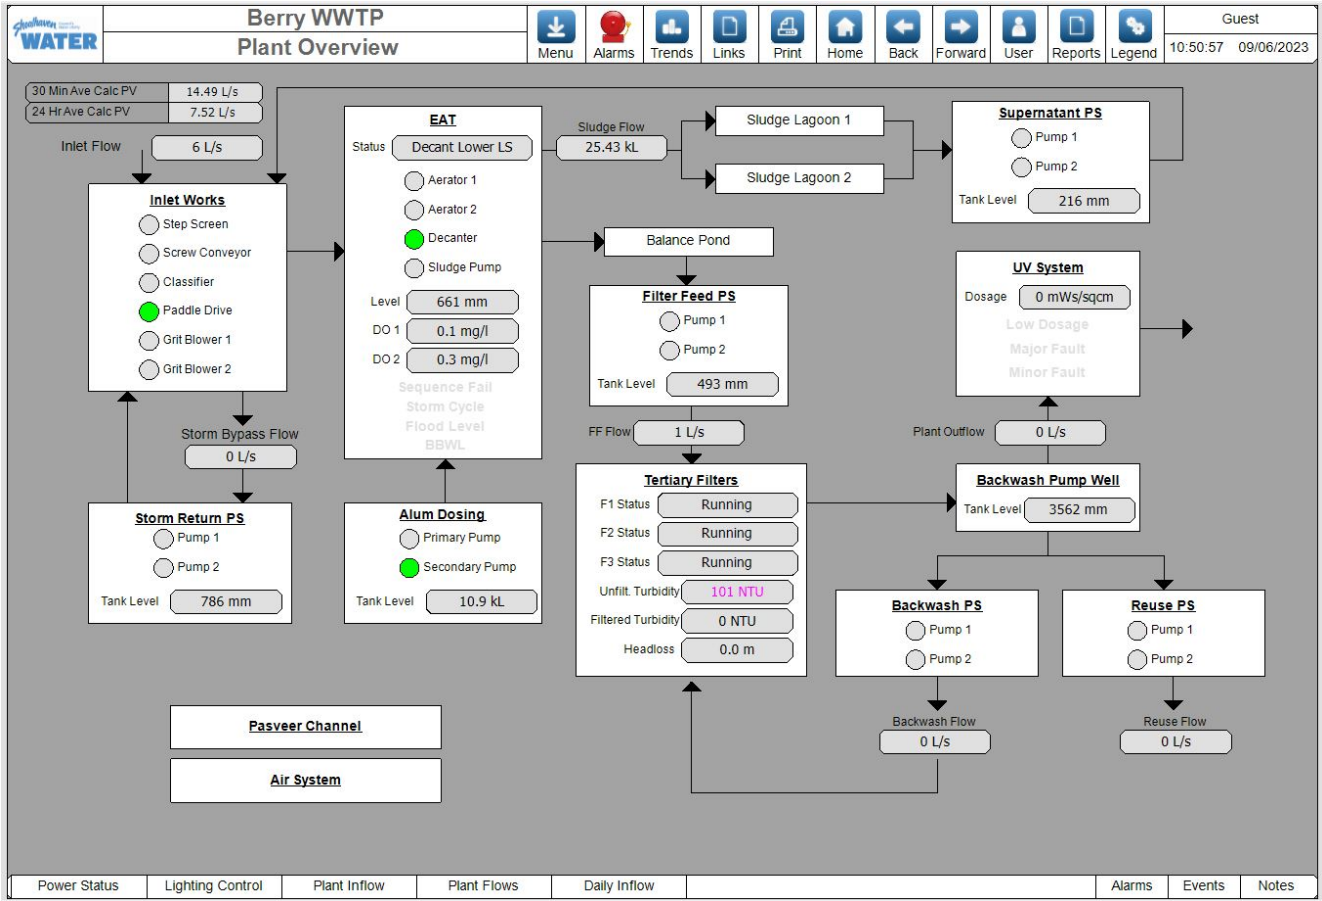 Shoalhaven
WATER
Berry WWTP
Plant Overview
Menu
Alarms
Trends
Links
Print
Home
Back
Forward
User
Reports
Legend
Guest
10:50:57 09/06/2023
30 Min Ave Calc PV 14.49 L/s
24 Hr Ave Calc PV 7.52 L/s
Inlet Flow 6 L/s
Inlet Works
Step Screen
Screw Conveyor
Classifier
Paddle Drive
Grit Blower 1
Grit Blower 2
Storm Bypass Flow
0 L/s
Storm Return PS
Pump 1
Pump 2
Tank Level 786 mm
EAT
Status Decant Lower LS
Aerator 1
Aerator 2
Decanter
Sludge Pump
Level 661 mm
DO 1 0.1 mg/l
DO 2 0.3 mg/l
Sequence Fail
Storm Cycle
Flood Level
BBWL
Alum Dosing
Primary Pump
Secondary Pump
Tank Level 10.9 kL
Sludge Flow
25.43 kL
Sludge Lagoon 1
Sludge Lagoon 2
Supernatant PS
Pump 1
Pump 2
Tank Level 216 mm
Balance Pond
Filter Feed PS
Pump 1
Pump 2
Tank Level 493 mm
FF Flow 1 L/s
Tertiary Filters
F1 Status Running
F2 Status Running
F3 Status Running
Unfilt. Turbidity 101 NTU
Filtered Turbidity 0 NTU
Headloss 0.0 m
UV System
Dosage 0 mWs/sqcm
Low Dosage
Major Fault
Minor Fault
Plant Outflow 0 L/s
Backwash Pump Well
Tank Level 3562 mm
Backwash PS
Pump 1
Pump 2
Backwash Flow
0 L/s
Reuse PS
Pump 1
Pump 2
Reuse Flow
0 L/s
Pasveer Channel
Air System
Power Status
Lighting Control
Plant Inflow
Plant Flows
Daily Inflow
Alarms
Events
Notes